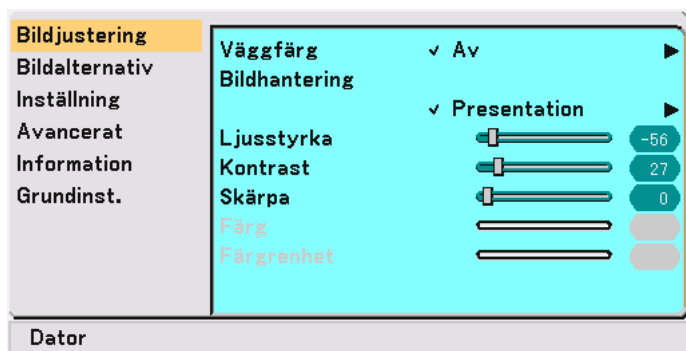 Bildjustering
Bildalternativ
Inställning
Avancerat
Information
Grundinst.
Väggfärg ✓ Av ▶
Bildhantering
✓ Presentation ▶
Ljusstyrka -56
Kontrast 27
Skärpa 0
Färg
Färgrenhet
Dator